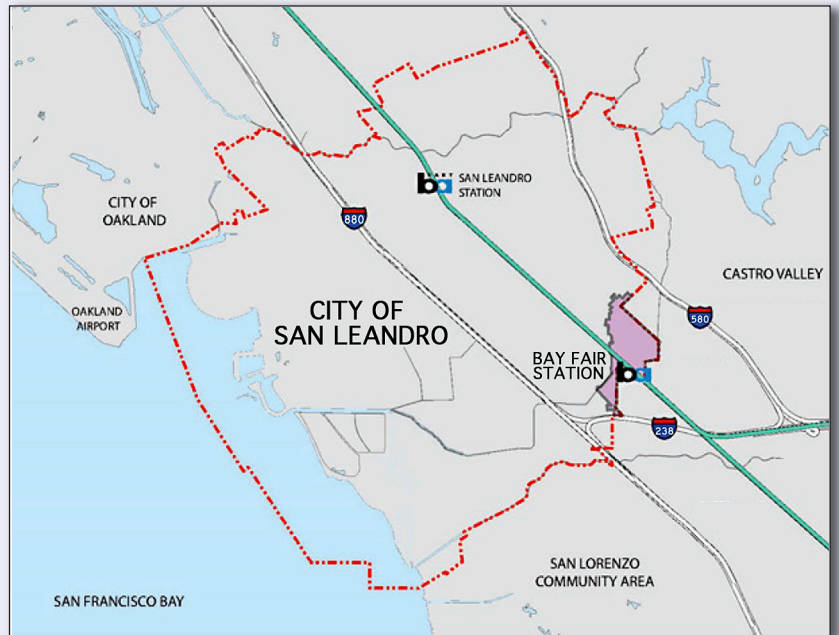 SAN LEANDRO
STATION
CITY OF
OAKLAND
880
CASTRO VALLEY
OAKLAND
AIRPORT
CITY OF
SAN LEANDRO
580
BAY FAIR
STATION
ba
238
SAN LORENZO
COMMUNITY AREA
SAN FRANCISCO BAY